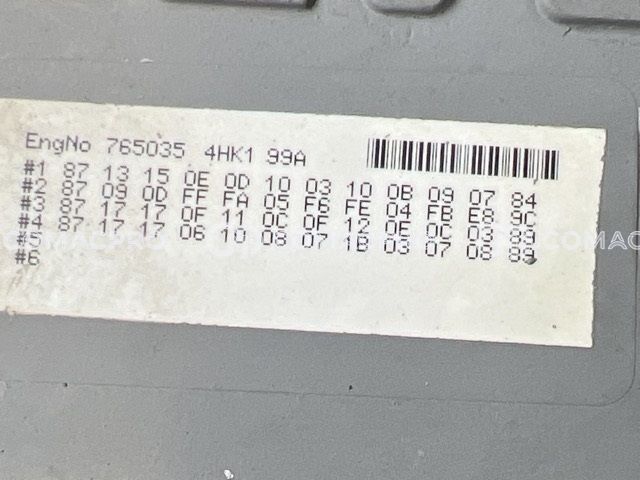 EngNo 765035 4HK1 99A
#1 87 13 15 0E 0D 10 03 10 0B 09 07 84
#2 87 09 0D FF FA 05 F6 FE 04 FB E8 9C
#3 87 17 17 0F 11 0C 0F 12 0E 0C 03 89
#4 87 17 17 06 10 08 07 1B 03 07 08 89
#5
#6
COMACPRO
COMAC